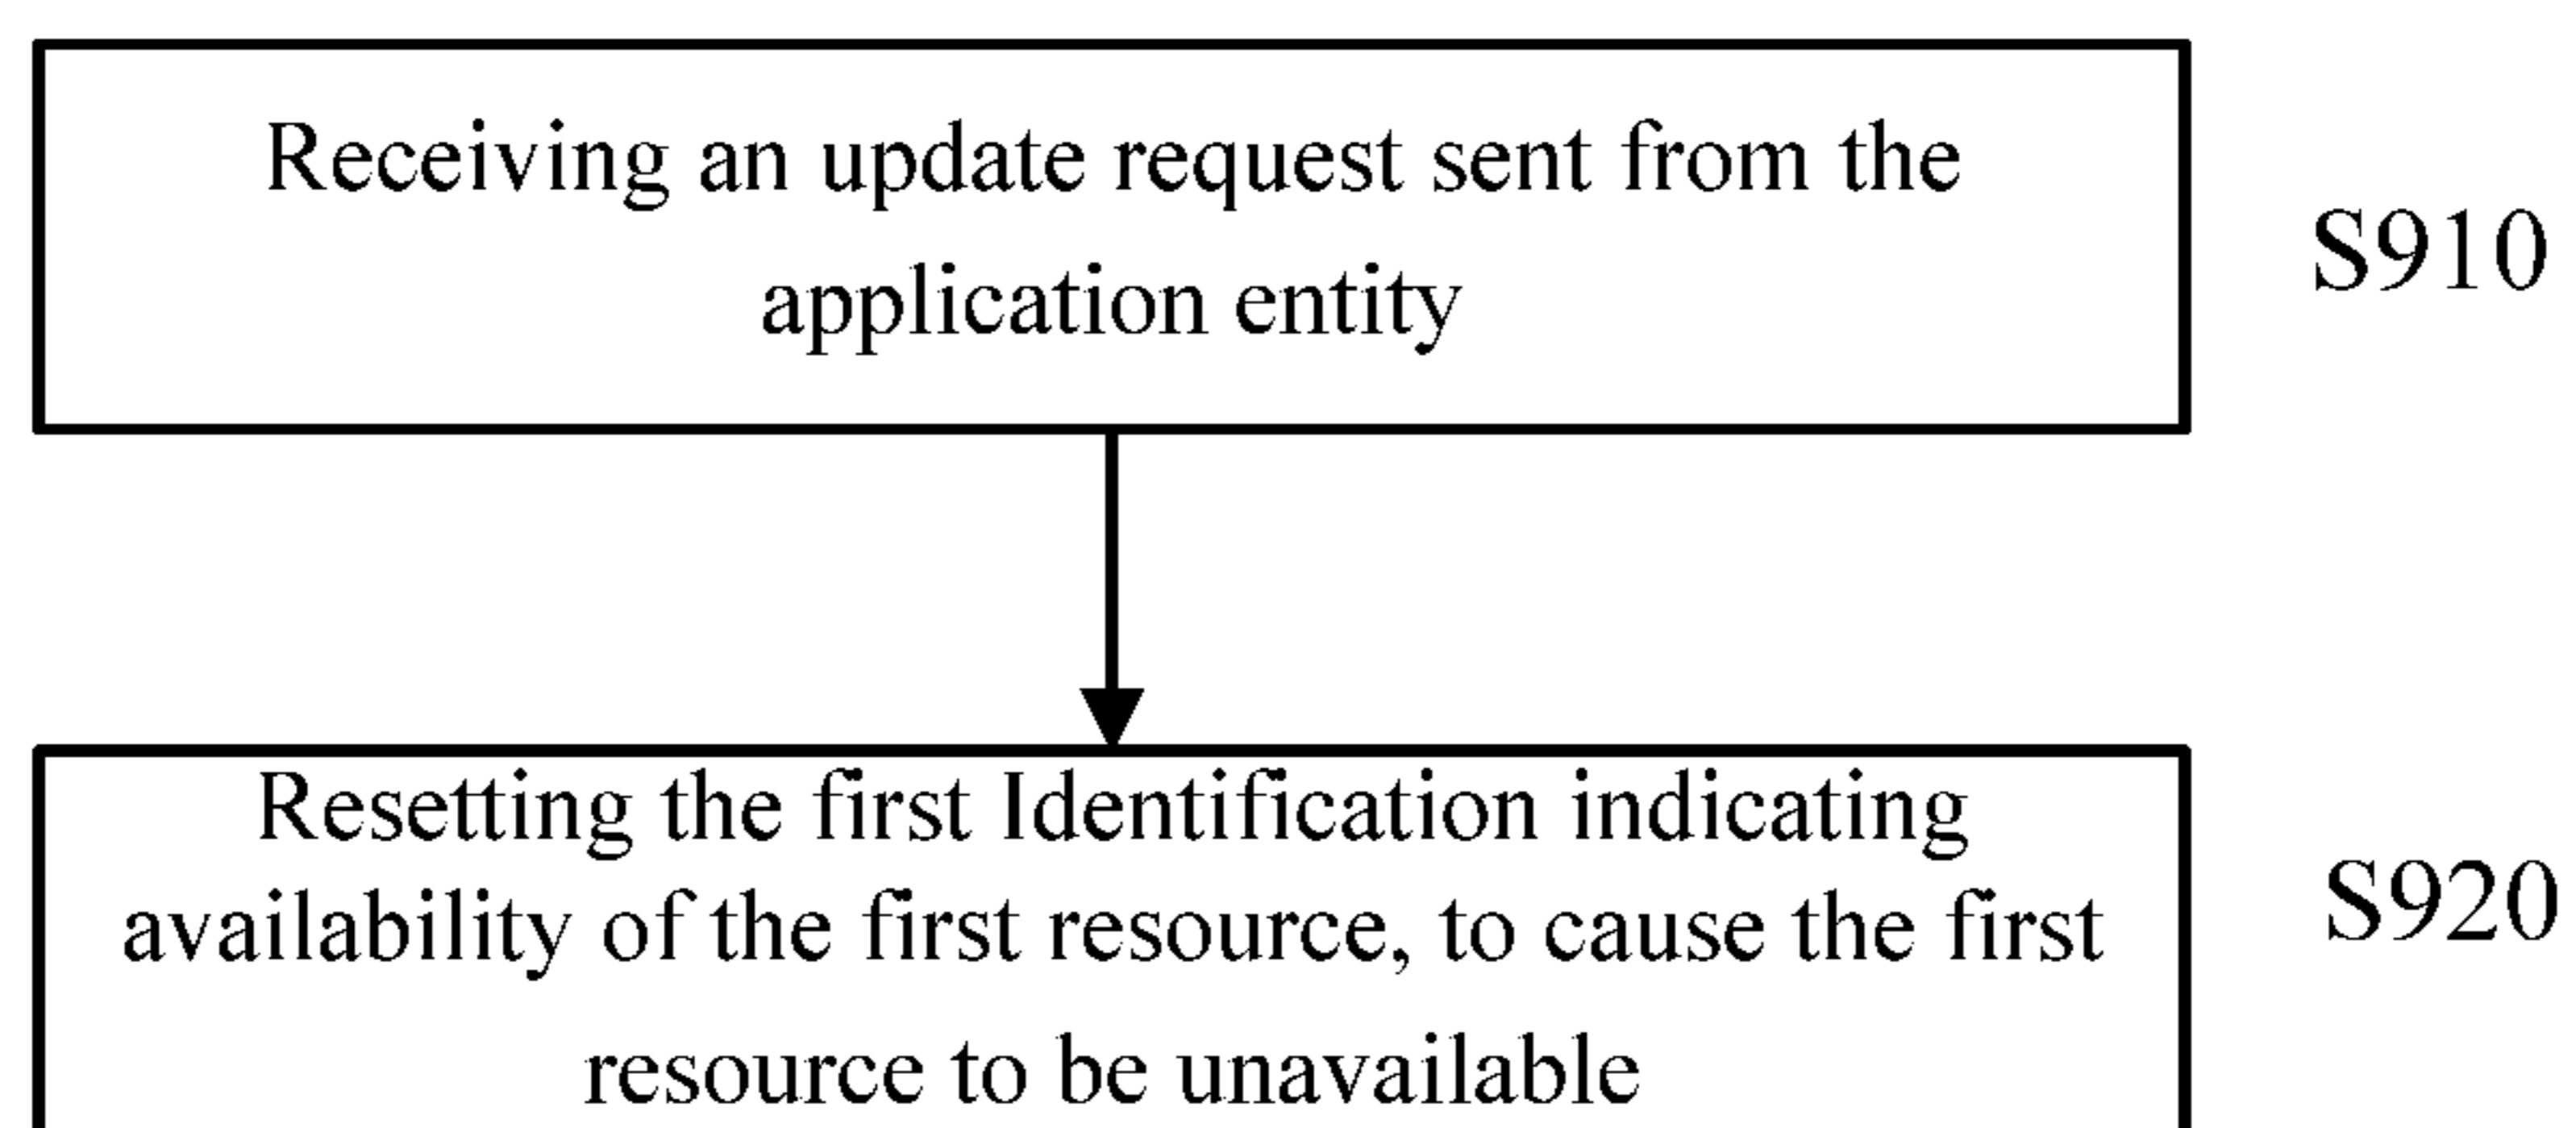 Receiving an update request sent from the
application entity
S910
Resetting the first Identification indicating
availability of the first resource, to cause the first
resource to be unavailable
S920